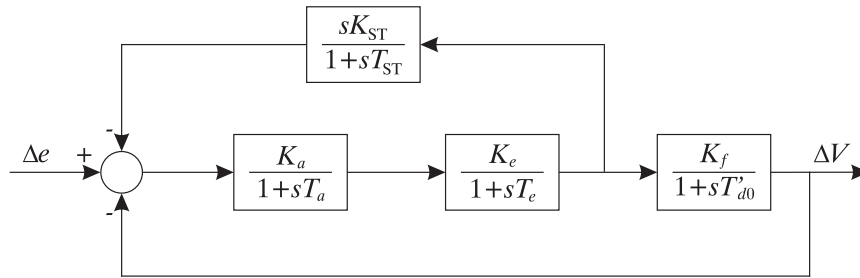 sK_ST
1+sT_ST
-
Δe
+
K_a
1+sT_a
K_e
1+sT_e
K_f
1+sT'_d0
ΔV
-